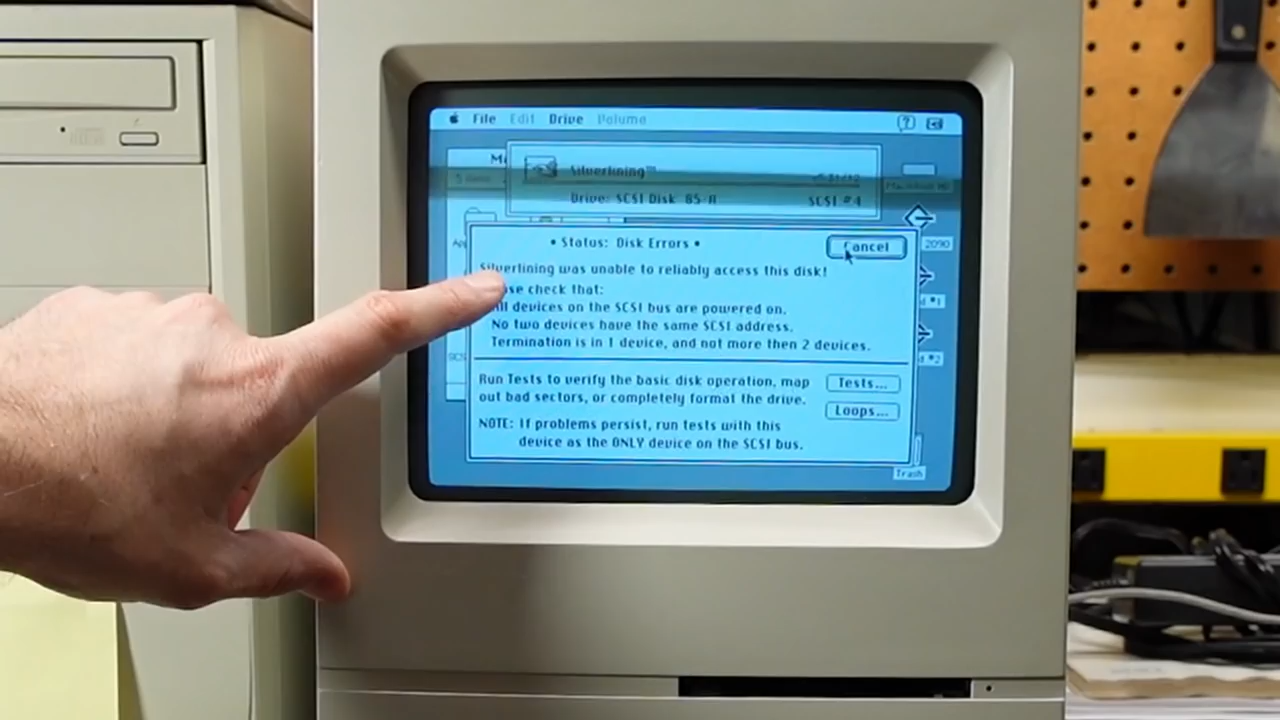 File Edit Drive Volume
Silverlining™
Drive: SCSI Disk 85-A SCSI #4
2090
• Status: Disk Errors •
Cancel
Silverlining was unable to reliably access this disk!
check that:
devices on the SCSI bus are powered on.
No two devices have the same SCSI address.
Termination is in 1 device, and not more then 2 devices.
Run Tests to verify the basic disk operation, map
out bad sectors, or completely format the drive.
Tests...
Loops...
NOTE: If problems persist, run tests with this
device as the ONLY device on the SCSI bus.
Trash